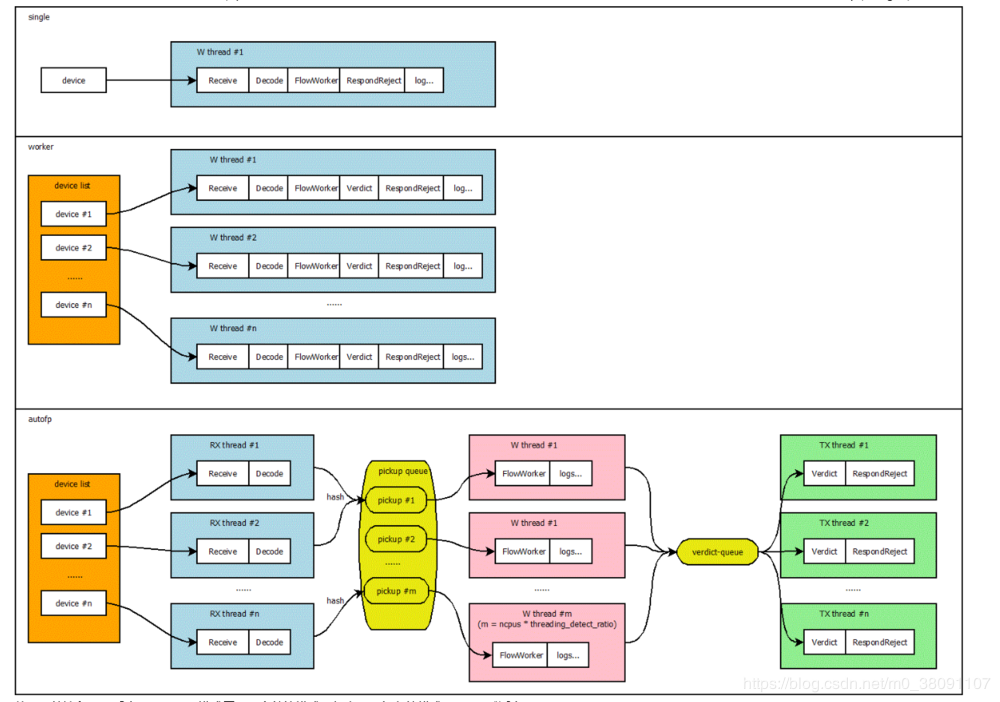 single
W thread #1
device
Receive
Decode
FlowWorker
RespondReject
log...
worker
device list
device #1
device #2
......
device #n
W thread #1
Receive
Decode
FlowWorker
Verdict
RespondReject
log...
W thread #2
Receive
Decode
FlowWorker
Verdict
RespondReject
log...
......
W thread #n
Receive
Decode
FlowWorker
Verdict
RespondReject
logs...
autofp
device list
device #1
device #2
......
device #n
RX thread #1
Receive
Decode
RX thread #2
Receive
Decode
......
RX thread #n
Receive
Decode
hash
hash
pickup queue
pickup #1
pickup #2
......
pickup #m
W thread #1
FlowWorker
logs...
W thread #1
FlowWorker
logs...
......
W thread #m
(m = ncpus * threading_detect_ratio)
FlowWorker
logs...
verdict-queue
TX thread #1
Verdict
RespondReject
TX thread #2
Verdict
RespondReject
......
TX thread #n
Verdict
RespondReject
https://blog.csdn.net/m0_38091107